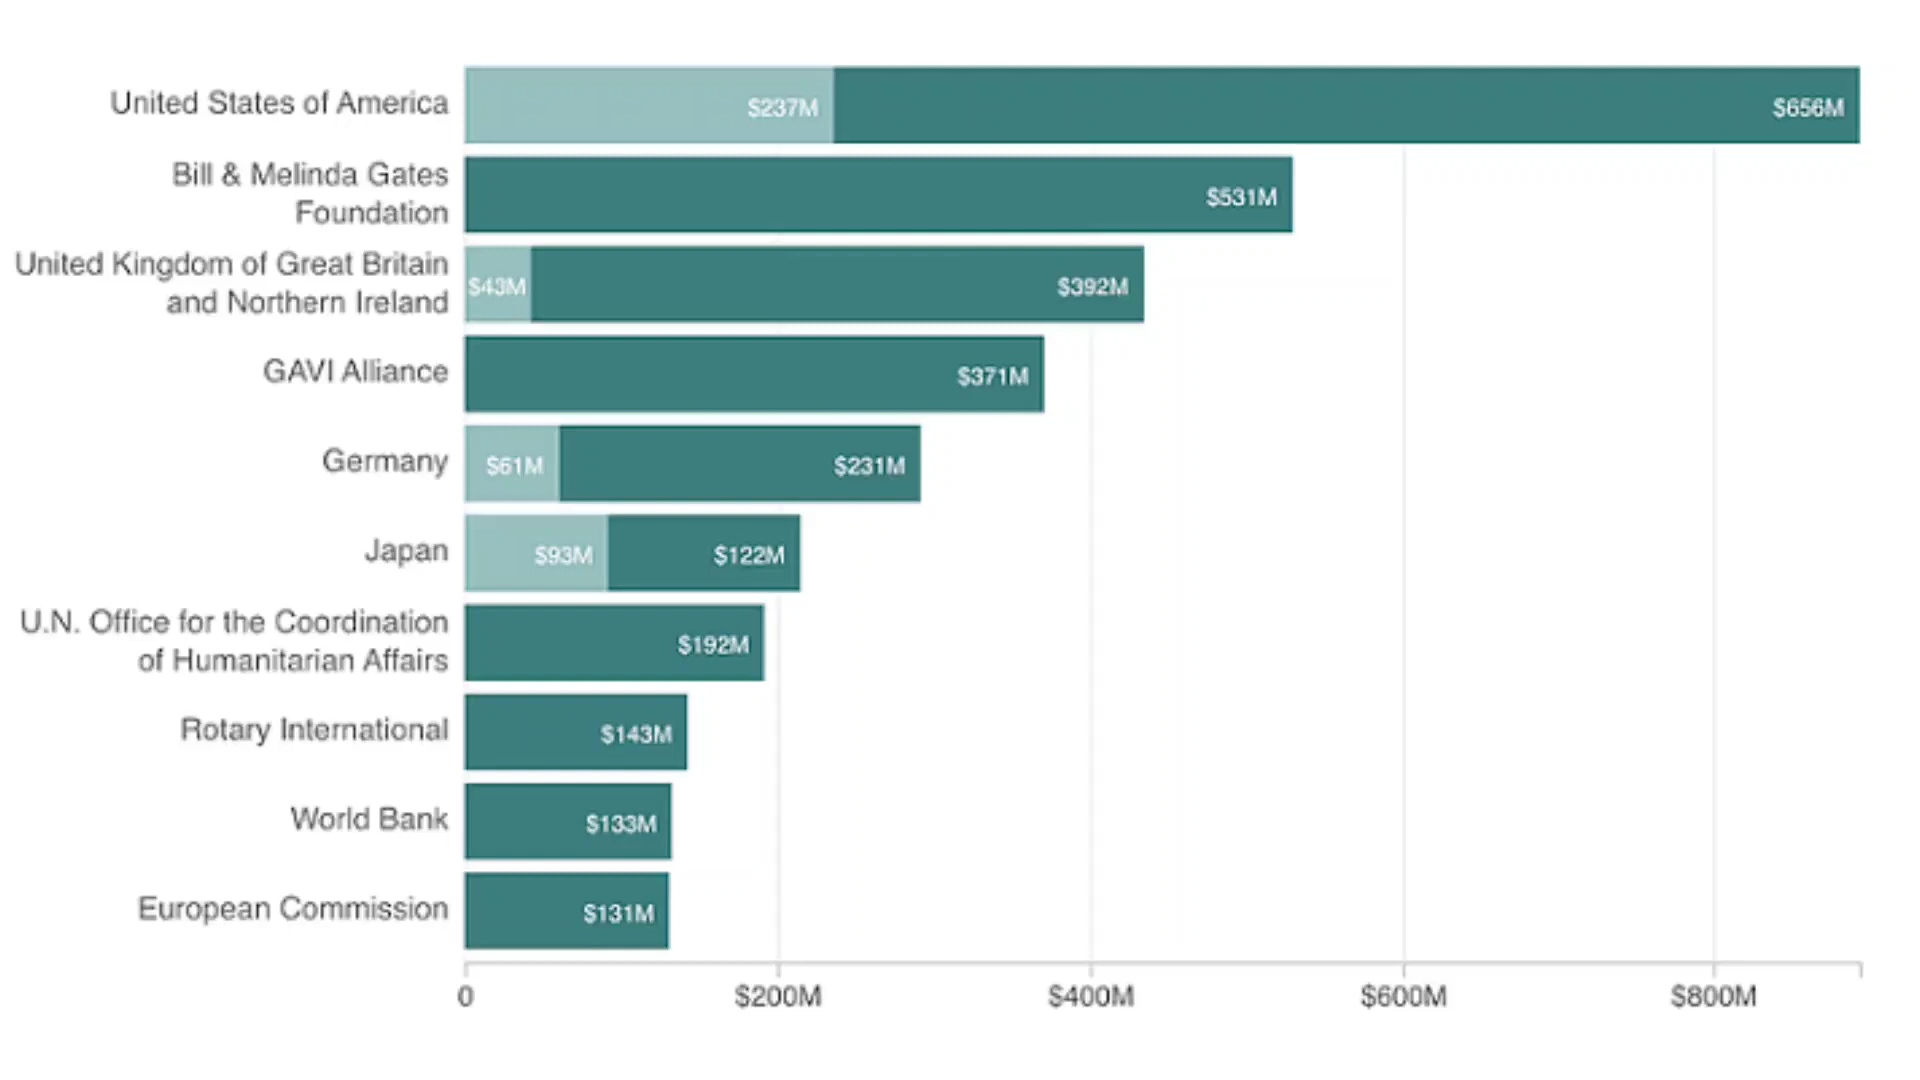 United States of America
$237M
$656M
Bill & Melinda Gates
Foundation
$531M
United Kingdom of Great Britain
and Northern Ireland
$43M
$392M
GAVI Alliance
$371M
Germany
$61M
$231M
Japan
$93M
$122M
U.N. Office for the Coordination
of Humanitarian Affairs
$192M
Rotary International
$143M
World Bank
$133M
European Commission
$131M
0
$200M
$400M
$600M
$800M